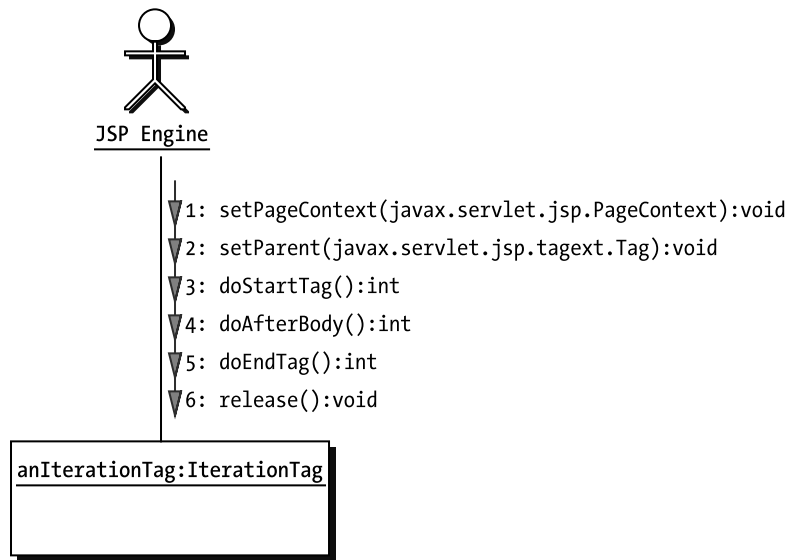 JSP Engine
1: setPageContext(javax.servlet.jsp.PageContext):void
2: setParent(javax.servlet.jsp.tagext.Tag):void
3: doStartTag():int
4: doAfterBody():int
5: doEndTag():int
6: release():void
anIterationTag:IterationTag